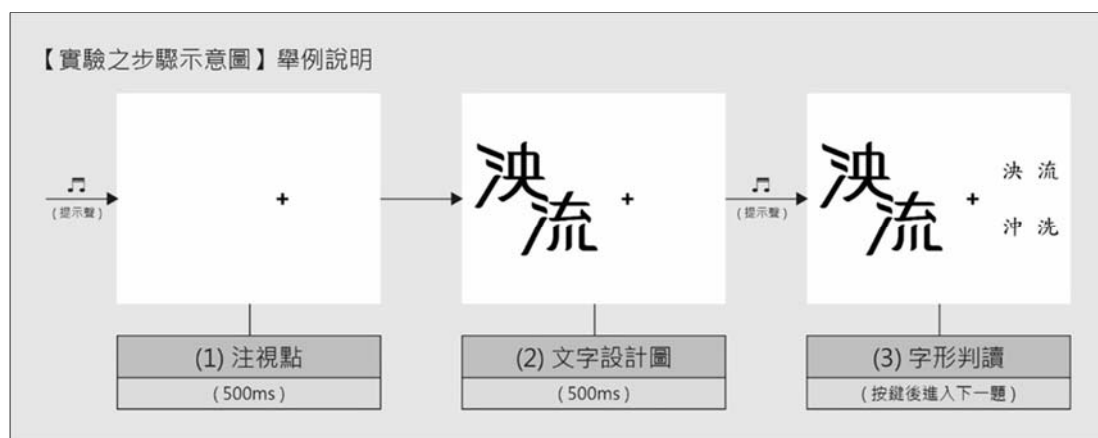 【實驗之步驟示意圖】舉例說明
(提示聲)
+
泱流
+
(提示聲)
泱流
+
泱 流
沖 洗
(1) 注視點
(500ms)
(2) 文字設計圖
(500ms)
(3) 字形判讀
(按鍵後進入下一題)